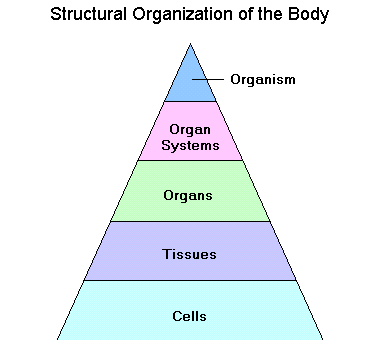 Structural Organization of the Body
Organism
Organ
Systems
Organs
Tissues
Cells